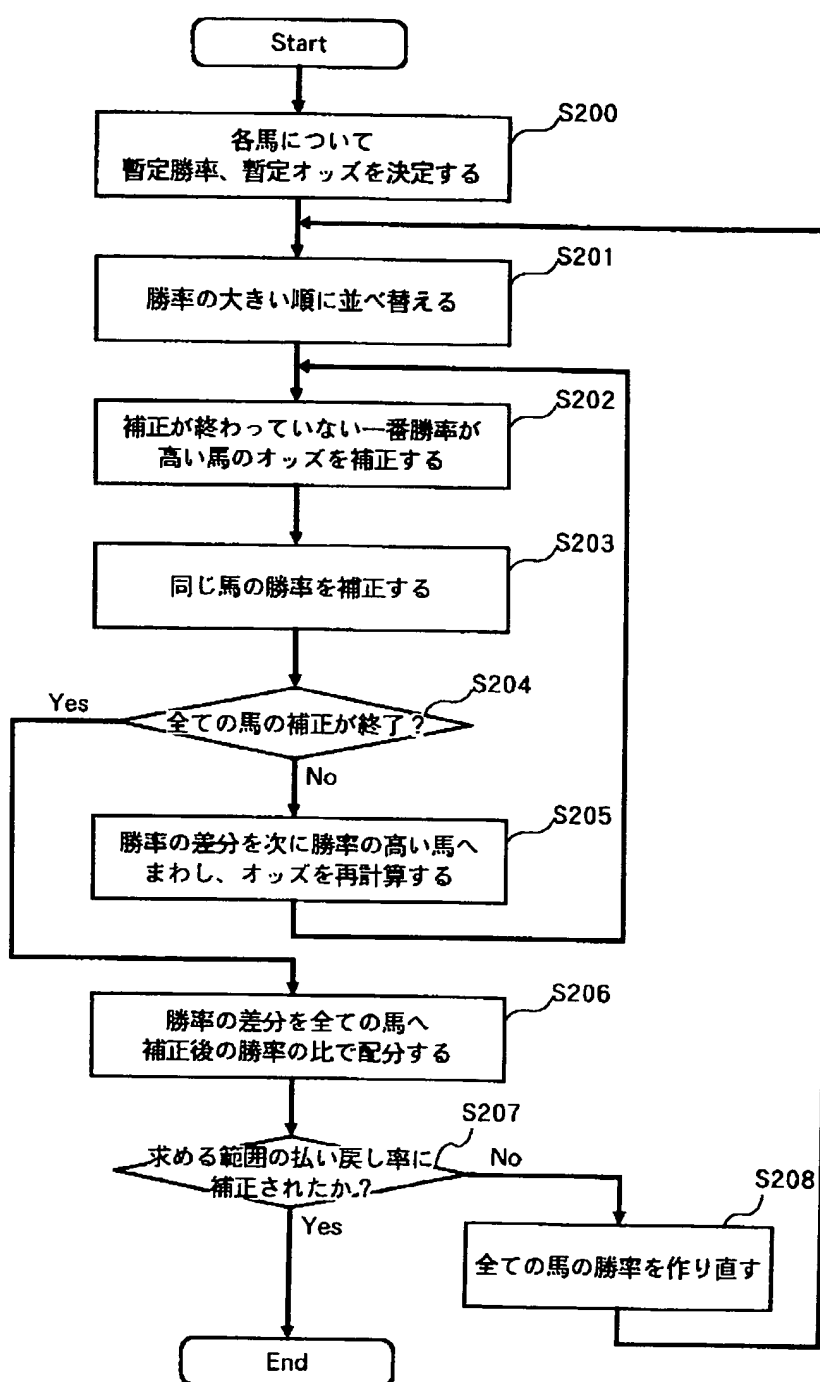 Start
S200
各馬について
暫定勝率、暫定オッズを決定する
S201
勝率の大きい順に並べ替える
S202
補正が終わっていない一番勝率が
高い馬のオッズを補正する
S203
同じ馬の勝率を補正する
S204
Yes
全ての馬の補正が終了?
No
S205
勝率の差分を次に勝率の高い馬へ
まわし、オッズを再計算する
S206
勝率の差分を全ての馬へ
補正後の勝率の比で配分する
S207
求める範囲の払い戻し率に
補正されたか?
No
Yes
S208
全ての馬の勝率を作り直す
End